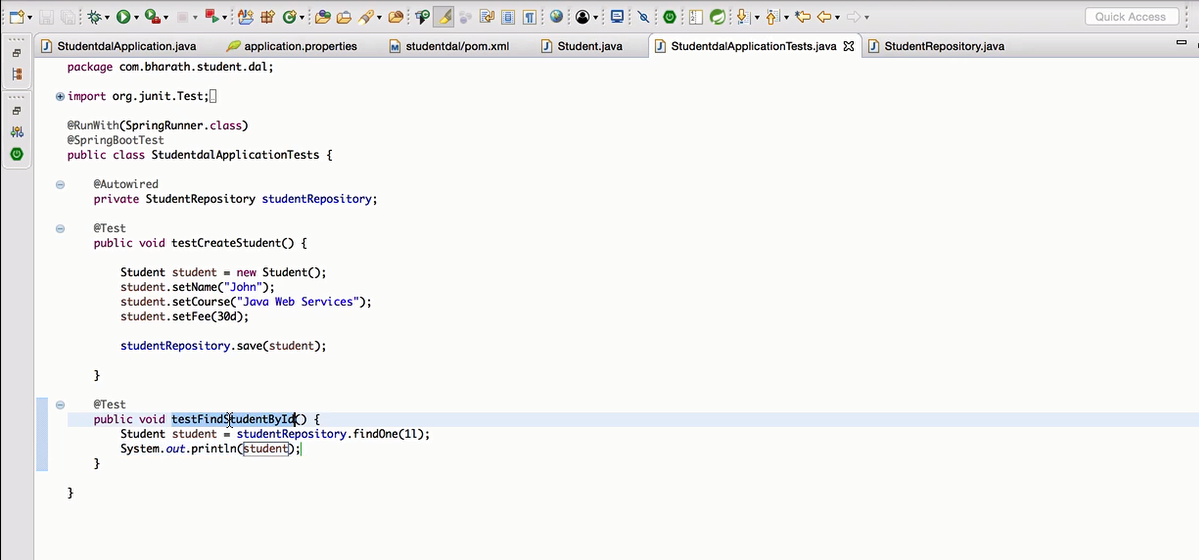 Quick Access
StudentdalApplication.java application.properties studentdal/pom.xml Student.java StudentdalApplicationTests.java StudentRepository.java
package com.bharath.student.dal;
import org.junit.Test;
@RunWith(SpringRunner.class)
@SpringBootTest
public class StudentdalApplicationTests {
@Autowired
private StudentRepository studentRepository;
@Test
public void testCreateStudent() {
Student student = new Student();
student.setName("John");
student.setCourse("Java Web Services");
student.setFee(30d);
studentRepository.save(student);
}
@Test
public void testFindStudentById() {
Student student = studentRepository.findOne(1l);
System.out.println(student);
}
}